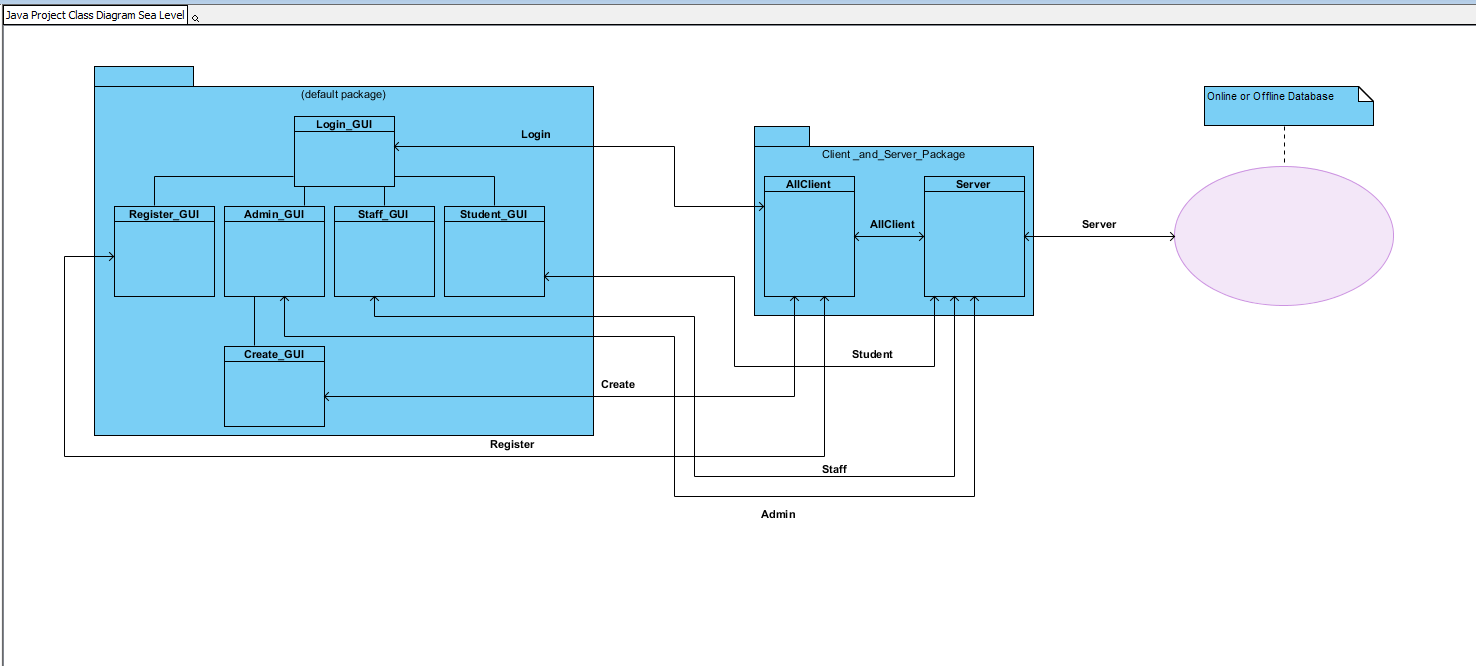 Java Project Class Diagram Sea Level
(default package)
Login_GUI
Login
Register_GUI
Admin_GUI
Staff_GUI
Student_GUI
Create_GUI
Create
Register
Client _and_Server_Package
AllClient
Server
AllClient
Server
Online or Offline Database
Student
Staff
Admin